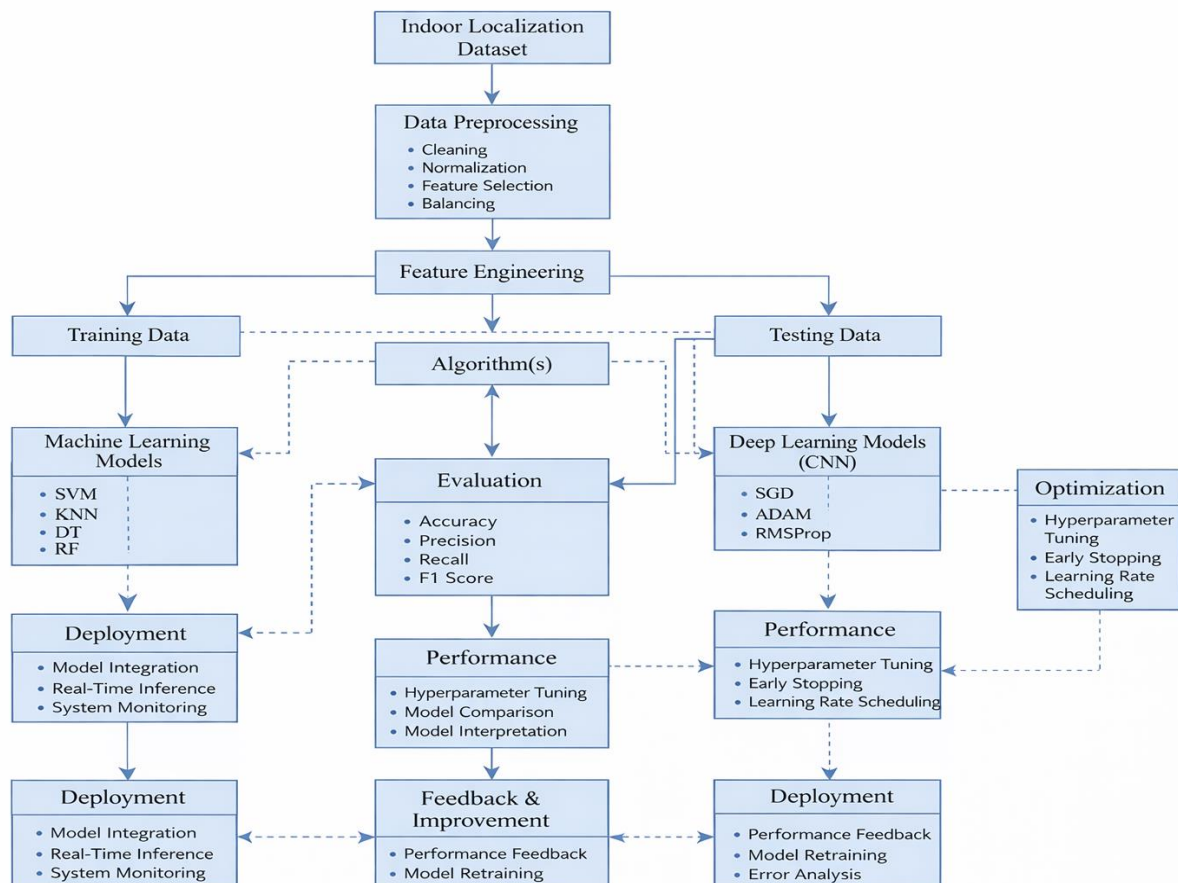 Indoor Localization
Dataset
Data Preprocessing
• Cleaning
• Normalization
• Feature Selection
• Balancing
Feature Engineering
Training Data
Testing Data
Algorithm(s)
Machine Learning
Models
• SVM
• KNN
• DT
• RF
Evaluation
• Accuracy
• Precision
• Recall
• F1 Score
Deep Learning Models
(CNN)
• SGD
• ADAM
• RMSProp
Optimization
• Hyperparameter
Tuning
• Early Stopping
• Learning Rate
Scheduling
Deployment
• Model Integration
• Real-Time Inference
• System Monitoring
Performance
• Hyperparameter Tuning
• Model Comparison
• Model Interpretation
Performance
• Hyperparameter Tuning
• Early Stopping
• Learning Rate Scheduling
Deployment
• Model Integration
• Real-Time Inference
• System Monitoring
Feedback &
Improvement
• Performance Feedback
• Model Retraining
Deployment
• Performance Feedback
• Model Retraining
• Error Analysis